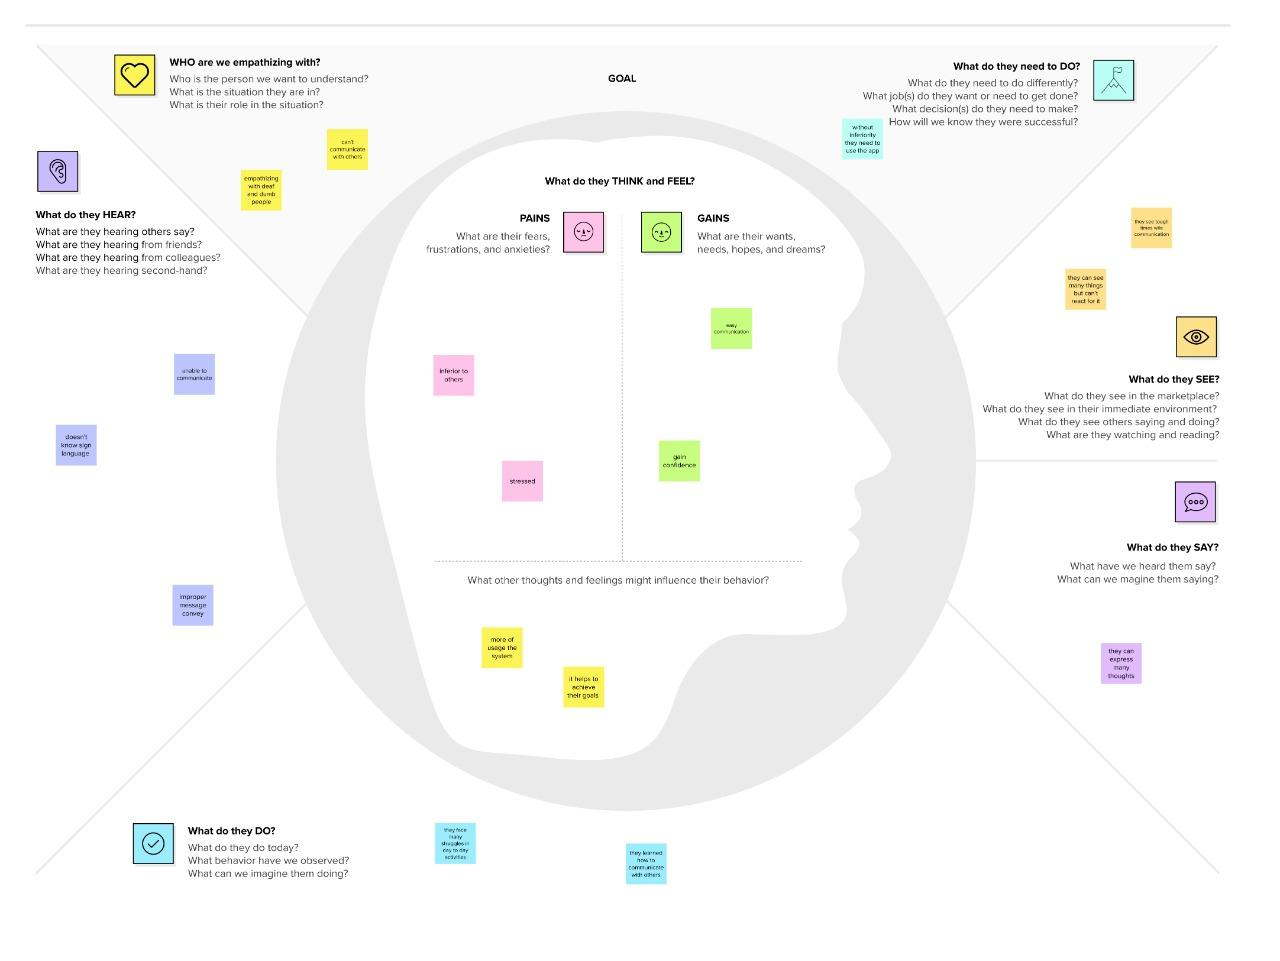 WHO are we empathizing with?
Who is the person we want to understand?
What is the situation they are in?
What is their role in the situation?
can't
communicate
with others
empathizing
with deaf
and dumb
people
GOAL
What do they need to DO?
What do they need to do differently?
What job(s) do they want or need to get done?
What decision(s) do they need to make?
How will we know they were successful?
without
inferiority
they need to
use the app
What do they HEAR?
What are they hearing others say?
What are they hearing from friends?
What are they hearing from colleagues?
What are they hearing second-hand?
unable to
communicate
doesn't
know sign
language
improper
message
convey
What do they THINK and FEEL?
PAINS
What are their fears,
frustrations, and anxieties?
inferior to
others
stressed
GAINS
What are their wants,
needs, hopes, and dreams?
easy
communication
gain
confidence
What other thoughts and feelings might influence their behavior?
more of
usage the
system
it helps to
achieve
their goals
they see tough
times wile
communication
they can see
many things
but can't
react for it
What do they SEE?
What do they see in the marketplace?
What do they see in their immediate environment?
What do they see others saying and doing?
What are they watching and reading?
What do they SAY?
What have we heard them say?
What can we magine them saying?
they can
express
many
thoughts
What do they DO?
What do they do today?
What behavior have we observed?
What can we imagine them doing?
they face
many
struggles in
day to day
activities
they learned
how to
communicate
with others